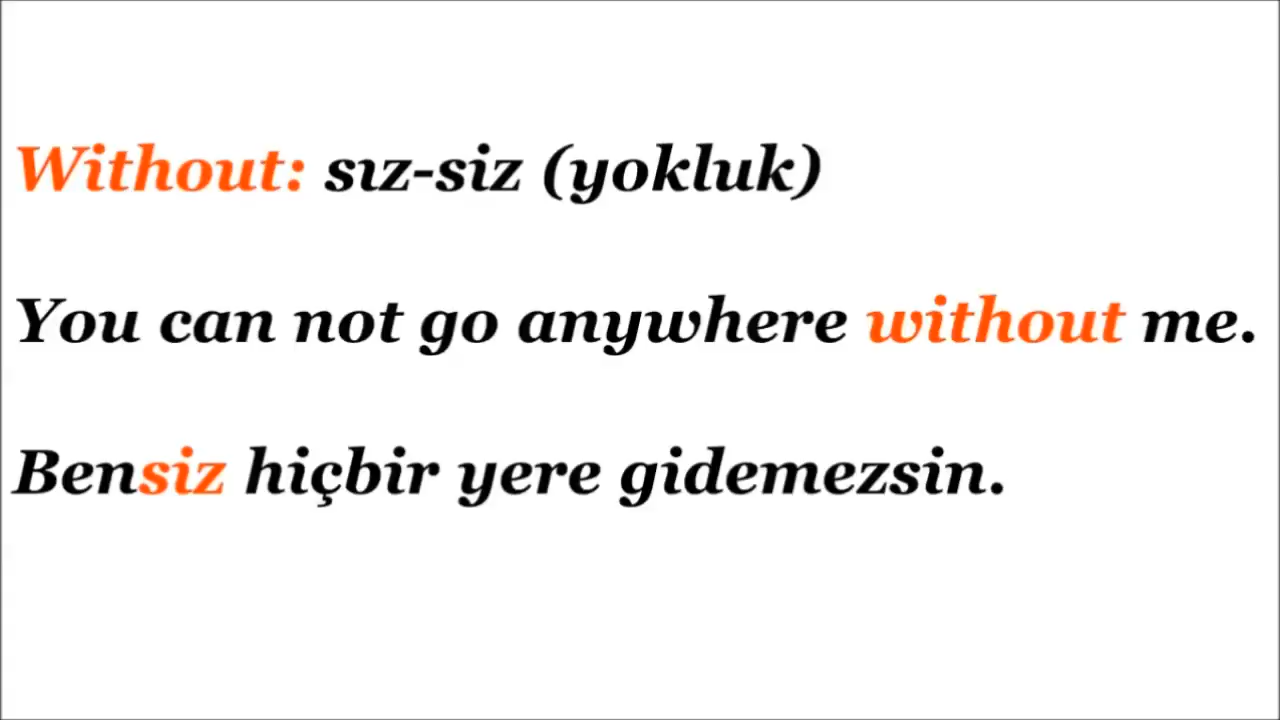 Without: sız-siz (yokluk)
You can not go anywhere without me.
Bensiz hiçbir yere gidemezsin.